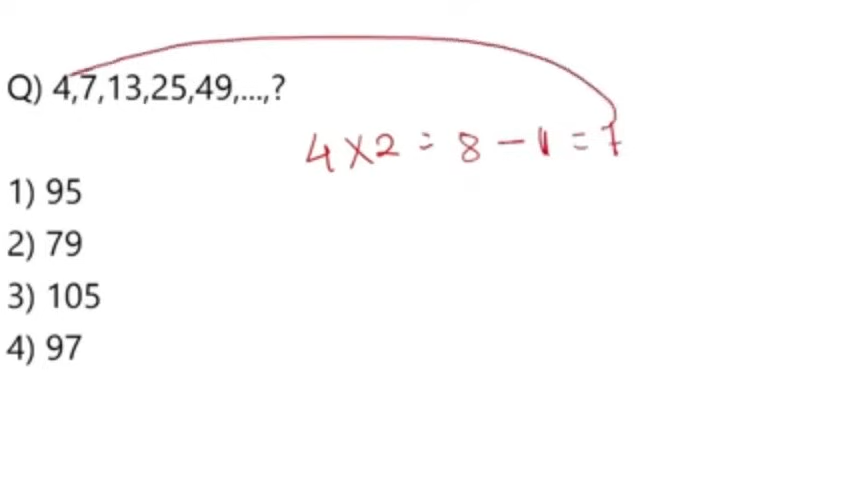 Q) 4,7,13,25,49,...,?
4 x 2 = 8 - 1 = 7
1) 95
2) 79
3) 105
4) 97